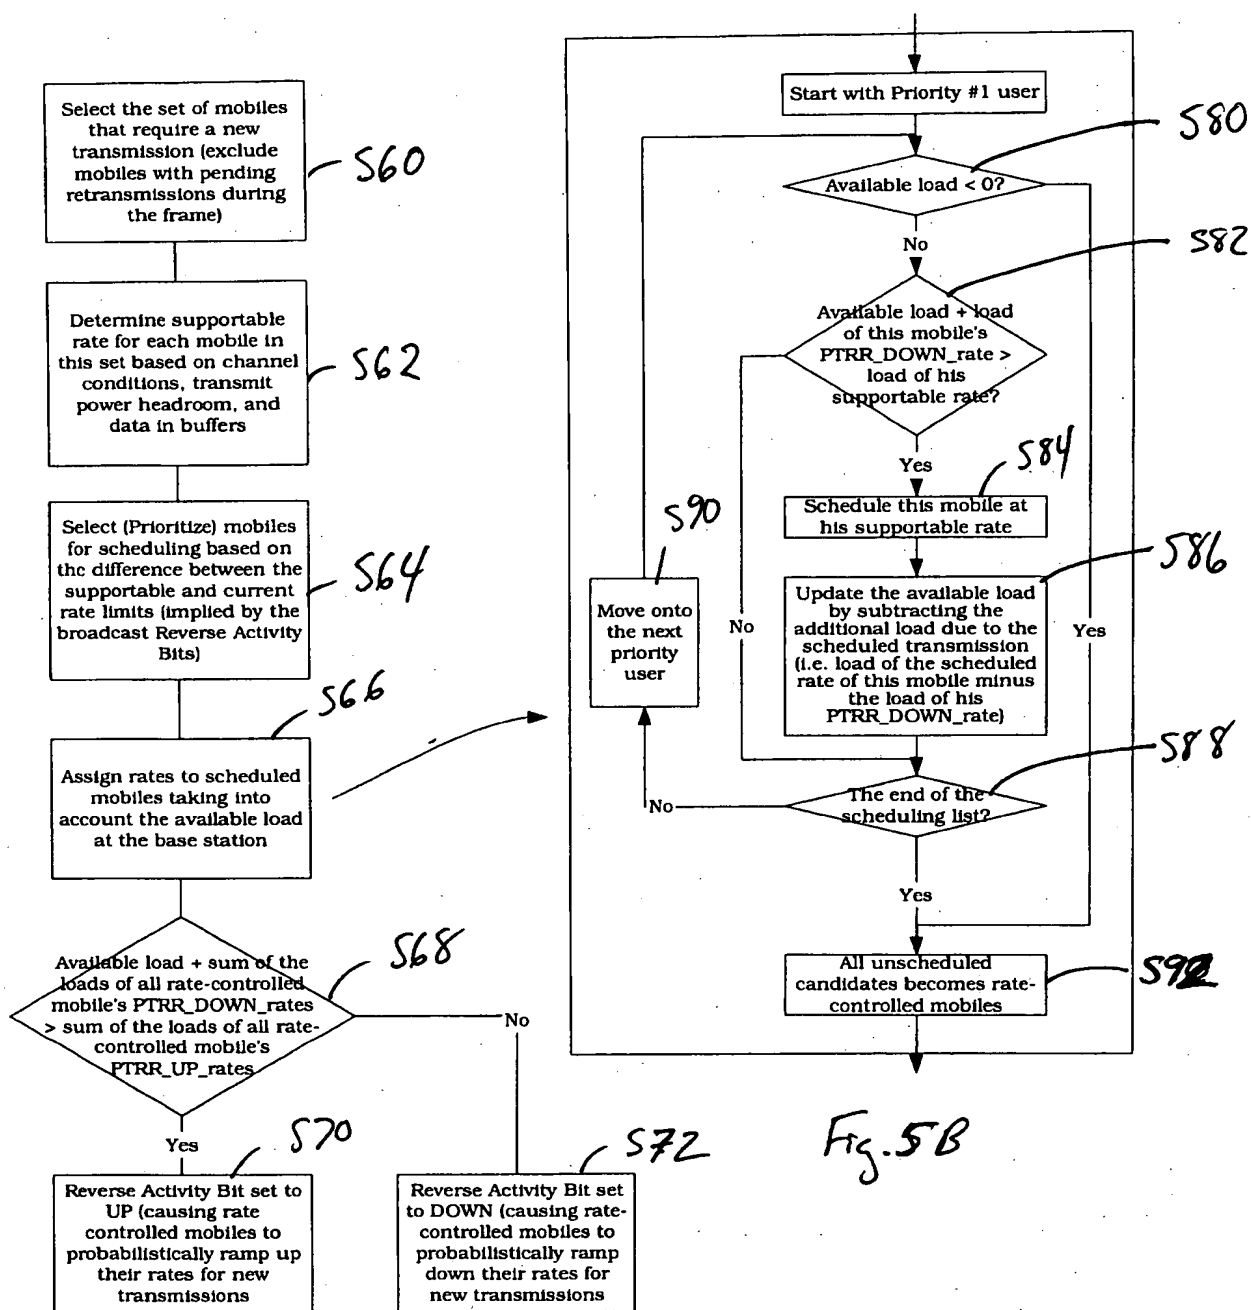 Select the set of mobiles
that require a new
transmission (exclude
mobiles with pending
retransmissions during
the frame)
S60
Determine supportable
rate for each mobile in
this set based on channel
conditions, transmit
power headroom, and
data in buffers
S62
Select (Prioritize) mobiles
for scheduling based on
the difference between the
supportable and current
rate limits (implied by the
broadcast Reverse Activity
Bits)
S64
S66
Assign rates to scheduled
mobiles taking into
account the available load
at the base station
Available load + sum of the
loads of all rate-controlled
mobile's PTRR_DOWN_rates
> sum of the loads of all rate-
controlled mobile's
PTRR_UP_rates
S68
No
Yes
S70
Reverse Activity Bit set to
UP (causing rate
controlled mobiles to
probabilistically ramp up
their rates for new
transmissions
S72
Reverse Activity Bit set
to DOWN (causing rate-
controlled mobiles to
probabilistically ramp
down their rates for
new transmissions
Start with Priority #1 user
S80
Available load < 0?
No
S82
Available load + load
of this mobile's
PTRR_DOWN_rate >
load of his
supportable rate?
Yes
S84
Schedule this mobile at
his supportable rate
S90
Move onto
the next
priority
user
No
S86
Update the available load
by subtracting the
additional load due to the
scheduled transmission
(i.e. load of the scheduled
rate of this mobile minus
the load of his
PTRR_DOWN_rate)
Yes
S88
The end of the
scheduling list?
No
Yes
All unscheduled
candidates becomes rate-
controlled mobiles
S92
Fig. 5B